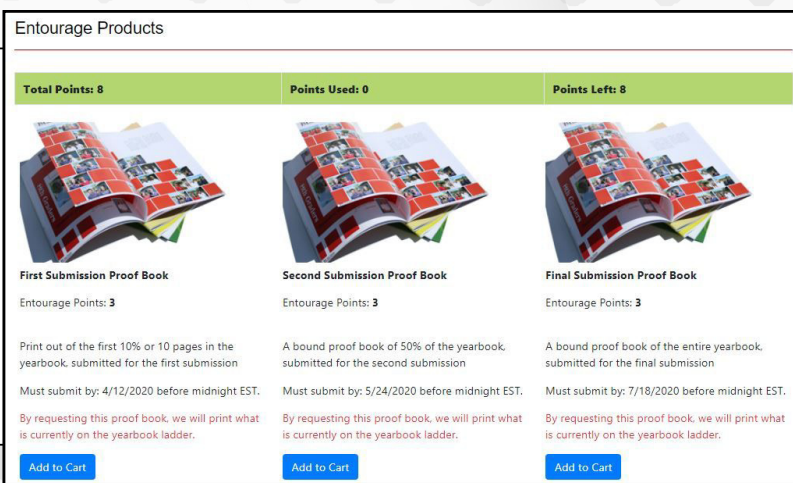 Entourage Products
Total Points: 8
Points Used: 0
Points Left: 8
First Submission Proof Book
Entourage Points: 3
Print out of the first 10% or 10 pages in the
yearbook, submitted for the first submission
Must submit by: 4/12/2020 before midnight EST.
By requesting this proof book, we will print what
is currently on the yearbook ladder.
Add to Cart
Second Submission Proof Book
Entourage Points: 3
A bound proof book of 50% of the yearbook,
submitted for the second submission
Must submit by: 5/24/2020 before midnight EST.
By requesting this proof book, we will print what
is currently on the yearbook ladder.
Add to Cart
Final Submission Proof Book
Entourage Points: 3
A bound proof book of the entire yearbook,
submitted for the final submission
Must submit by: 7/18/2020 before midnight EST.
By requesting this proof book, we will print what
is currently on the yearbook ladder.
Add to Cart